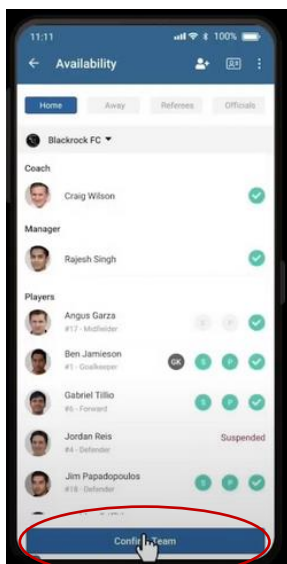 11:11 100%
Availability
Home Away Referees Officials
Blackrock FC
Coach
Craig Wilson
Manager
Rajesh Singh
Players
Angus Garza
#17 - Midfielder S P
Ben Jamieson
#1 - Goalkeeper GK S P
Gabriel Tillio
#6 - Forward S P
Jordan Reis
#4 - Defender Suspended
Jim Papadopoulos
#18 - Defender S P
Confirm Team